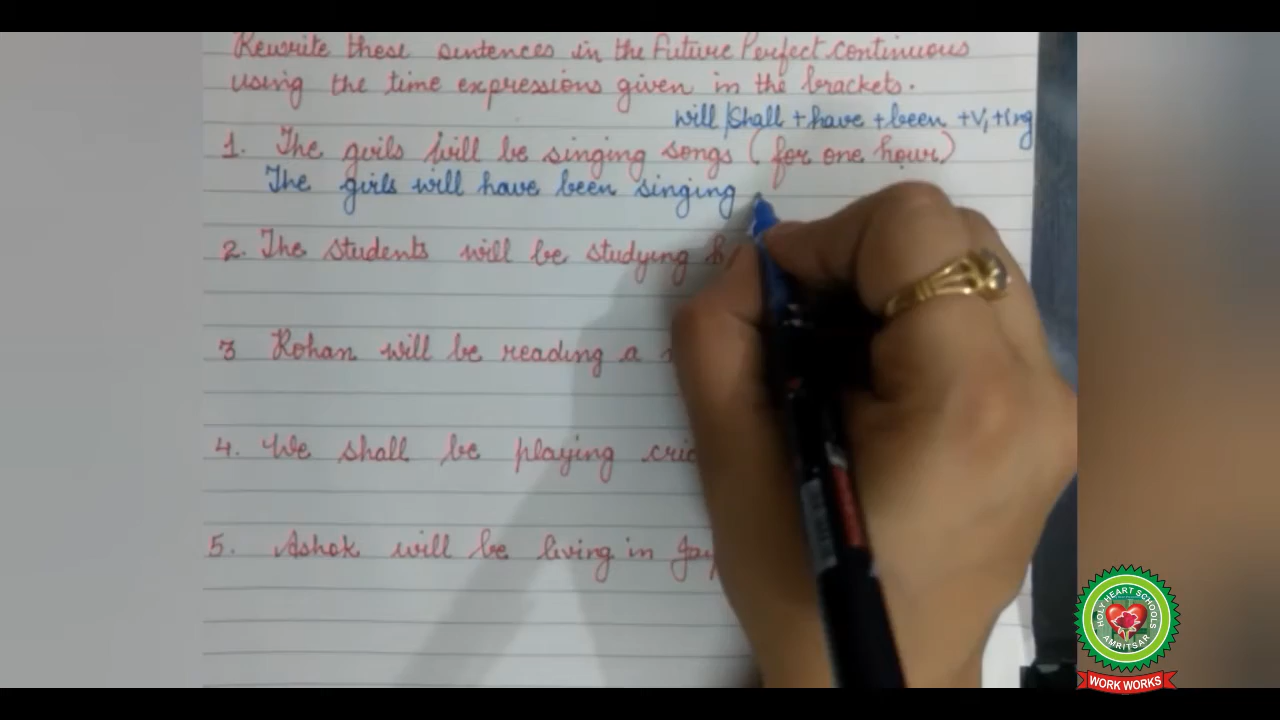 Rewrite these sentences in the Future Perfect continuous
using the time expressions given in the brackets.
will/Shall + have + been + V₁ + ing
1. The girls will be singing songs (for one hour)
The girls will have been singing
2. The students will be studying
3 Rohan will be reading a
4. We shall be playing
5. Ashok will be living in
HOLY HEART SCHOOLS
AMRITSAR
WORK WORKS